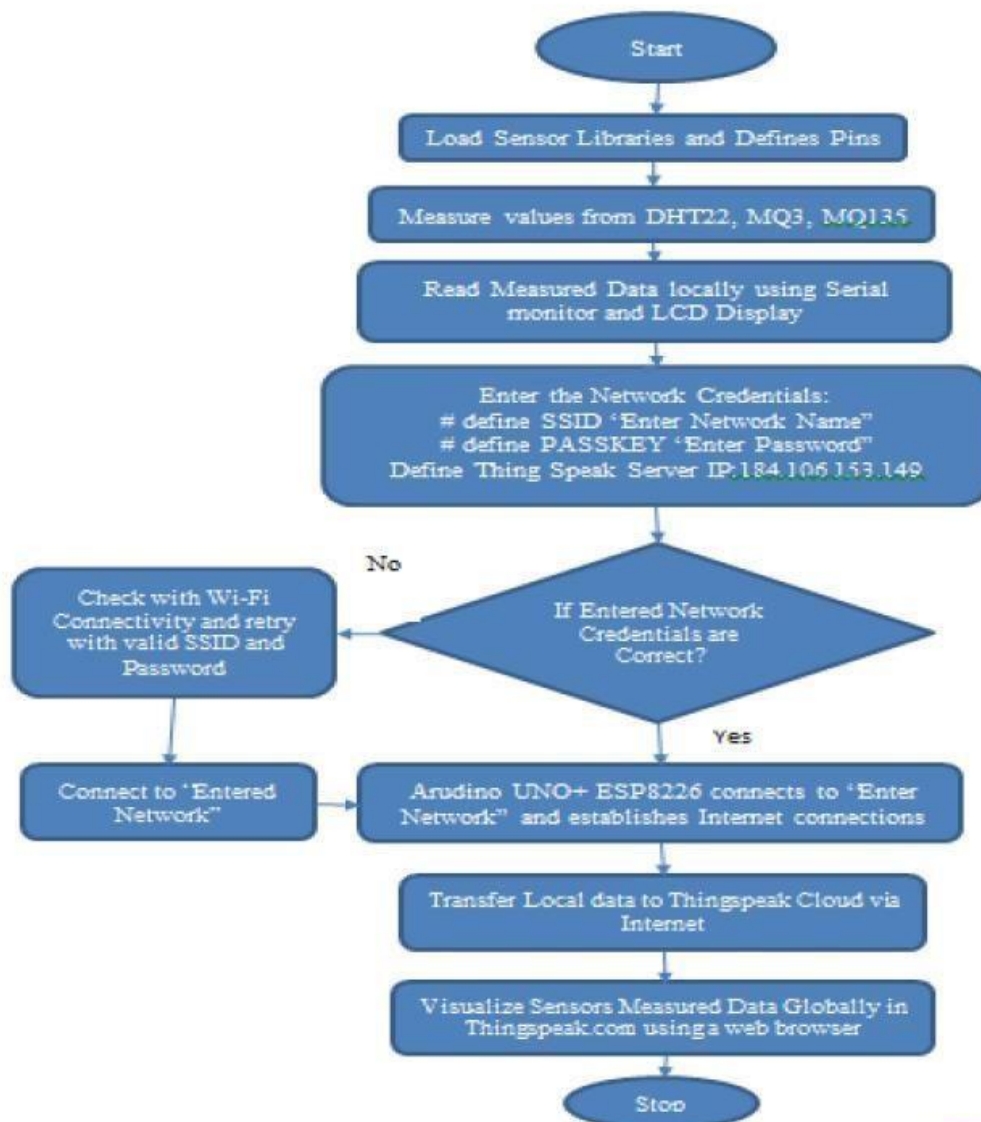 Start
Load Sensor Libraries and Defines Pins
Measure values from DHT22, MQ3, MQ135
Read Measured Data locally using Serial
monitor and LCD Display
Enter the Network Credentials:
# define SSID “Enter Network Name”
# define PASSKEY “Enter Password”
Define Thing Speak Server IP:184.106.153.149
No
Check with Wi-Fi
Connectivity and retry
with valid SSID and
Password
If Entered Network
Credentials are
Correct?
Yes
Connect to “Entered
Network”
Arudino UNO+ ESP8226 connects to “Enter
Network” and establishes Internet connections
Transfer Local data to Thingspeak Cloud via
Internet
Visualize Sensors Measured Data Globally in
Thingspeak.com using a web browser
Stop